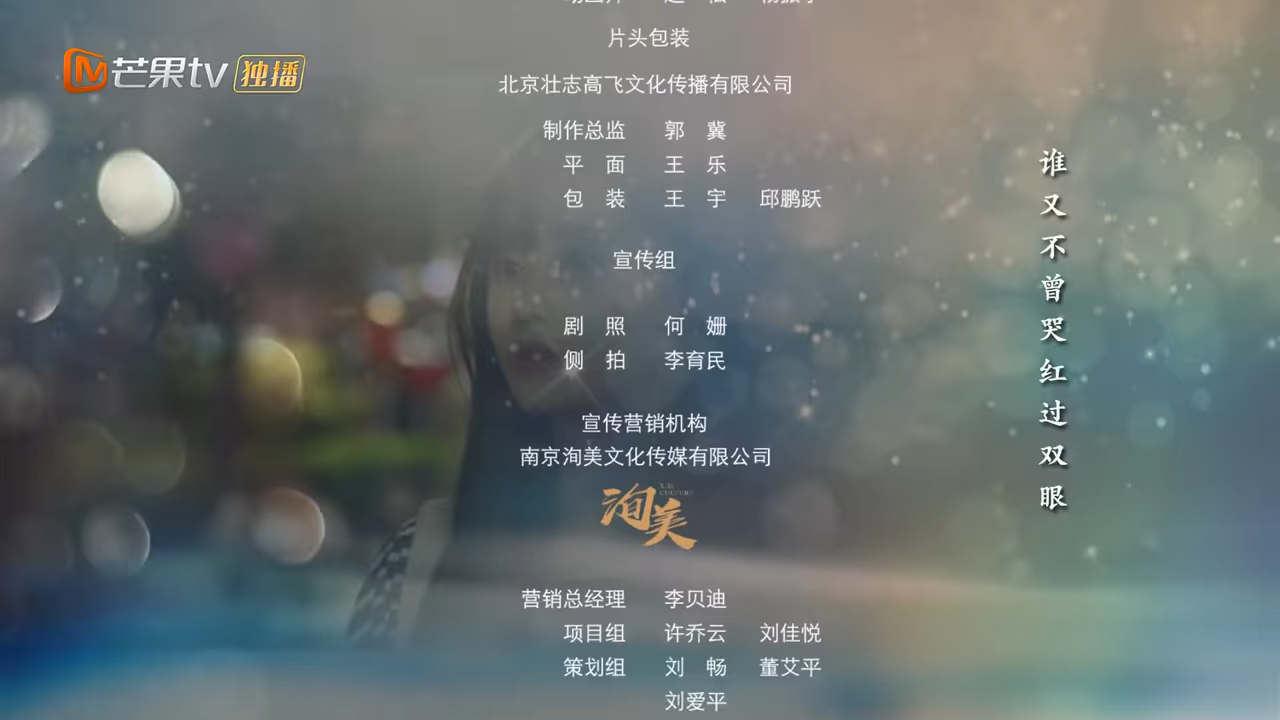 芒果tv 独播
片头包装
北京壮志高飞文化传播有限公司
制作总监 郭 冀
平 面 王 乐
包 装 王 宇 邱鹏跃
宣传组
剧 照 何 姗
侧 拍 李育民
宣传营销机构
南京洵美文化传媒有限公司
洵美
营销总经理 李贝迪
项目组 许乔云 刘佳悦
策划组 刘 畅 董艾平
刘爱平
谁又不曾哭红过双眼